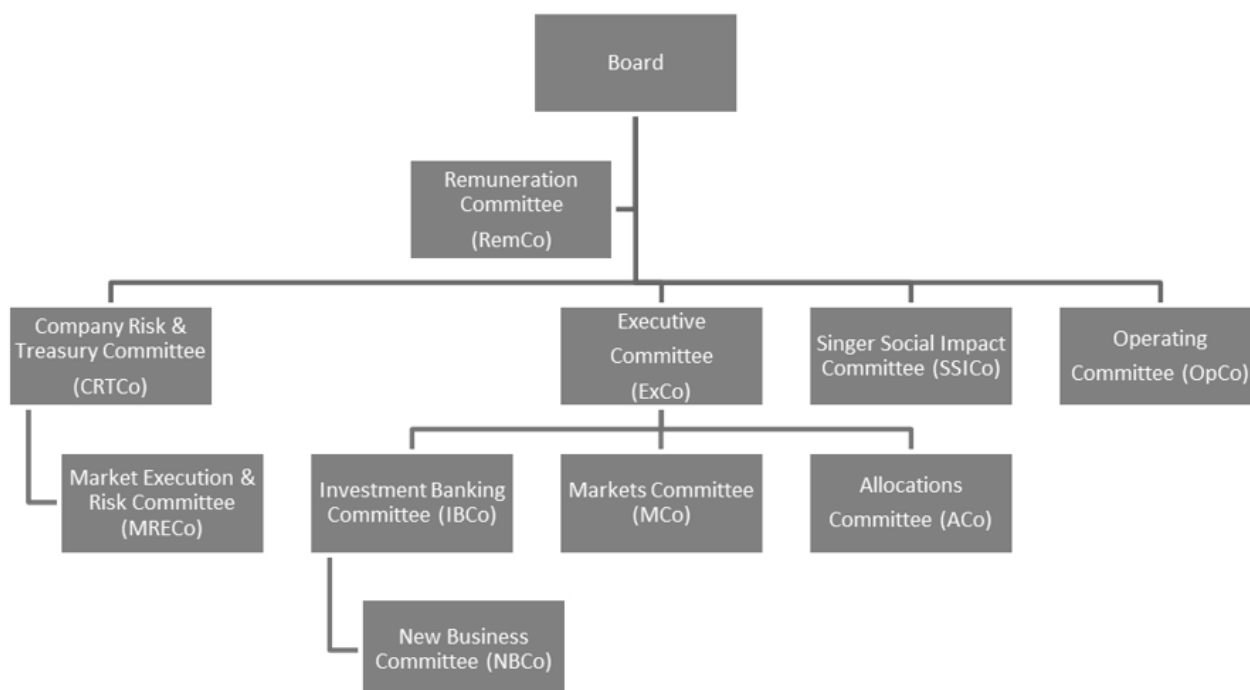 Board
Remuneration
Committee
(RemCo)
Company Risk &
Treasury Committee
(CRTCo)
Executive
Committee
(ExCo)
Singer Social Impact
Committee (SSICo)
Operating
Committee (OpCo)
Market Execution &
Risk Committee
(MRECo)
Investment Banking
Committee (IBCo)
Markets Committee
(MCo)
Allocations
Committee (ACo)
New Business
Committee (NBCo)